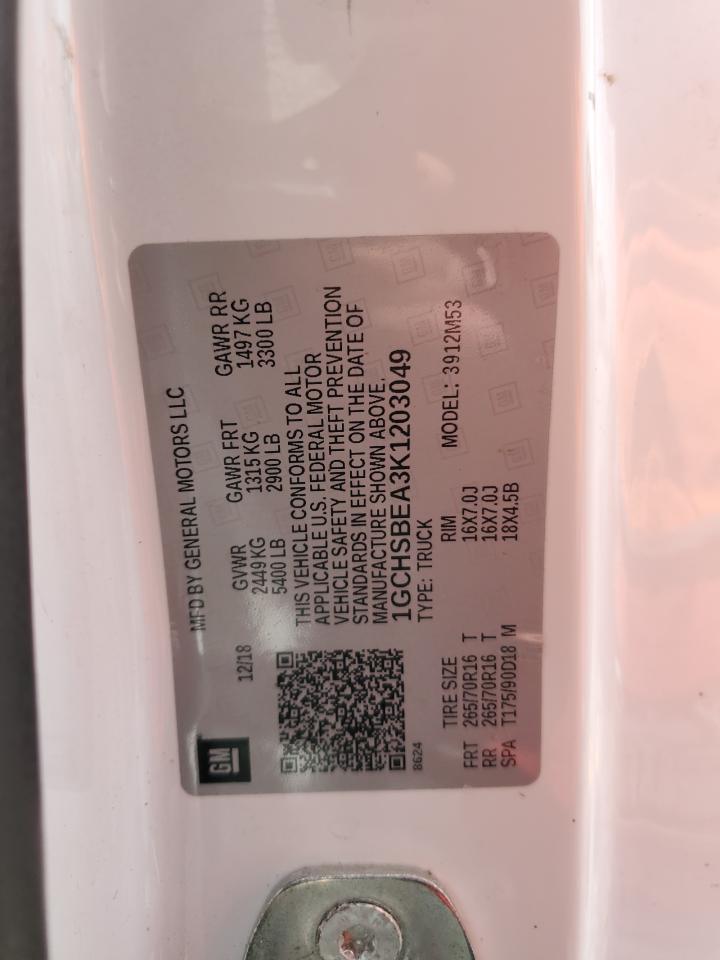 GM
MFD BY GENERAL MOTORS LLC
12/18
GVWR GAWR FRT GAWR RR
2449 KG 1315 KG 1497 KG
5400 LB 2900 LB 3300 LB
THIS VEHICLE CONFORMS TO ALL
APPLICABLE U.S. FEDERAL MOTOR
VEHICLE SAFETY AND THEFT PREVENTION
STANDARDS IN EFFECT ON THE DATE OF
MANUFACTURE SHOWN ABOVE.
1GCHSBEA3K1203049
8624
TYPE: TRUCK MODEL: 3912M53
TIRE SIZE RIM
FRT 265/70R16 T 16X7.0J
RR 265/70R16 T 16X7.0J
SPA T175/90D18 M 18X4.5B